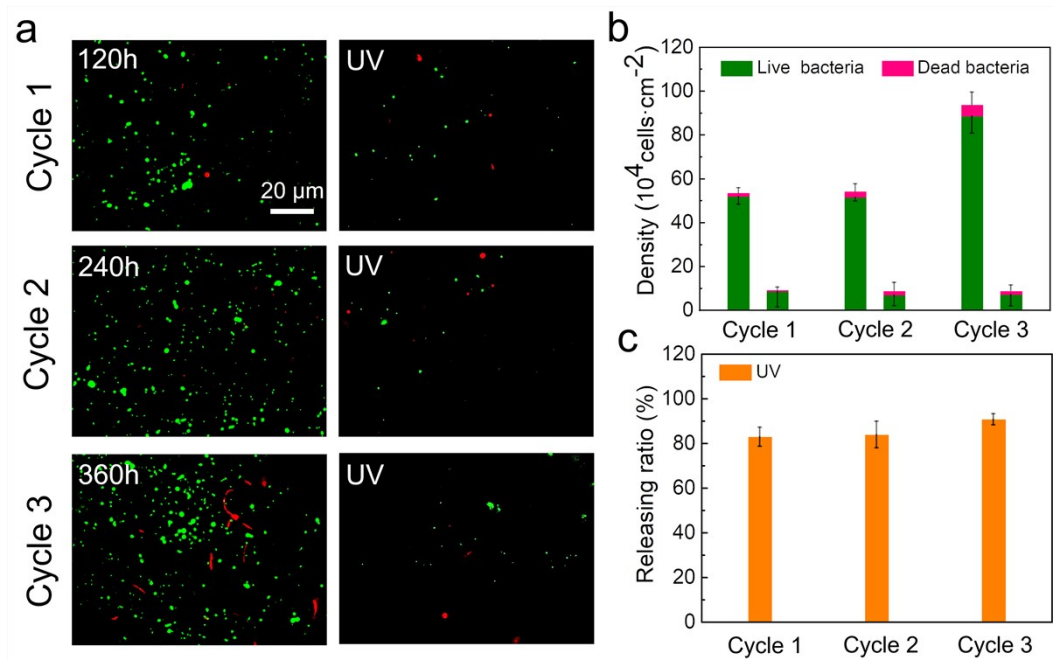 a
Cycle 1
120h
20 μm
UV
Cycle 2
240h
UV
Cycle 3
360h
UV
b
Density (10⁴ cells·cm⁻²)
120
100
80
60
40
20
0
Live bacteria
Dead bacteria
Cycle 1
Cycle 2
Cycle 3
c
Releasing ratio (%)
120
100
80
60
40
20
0
UV
Cycle 1
Cycle 2
Cycle 3